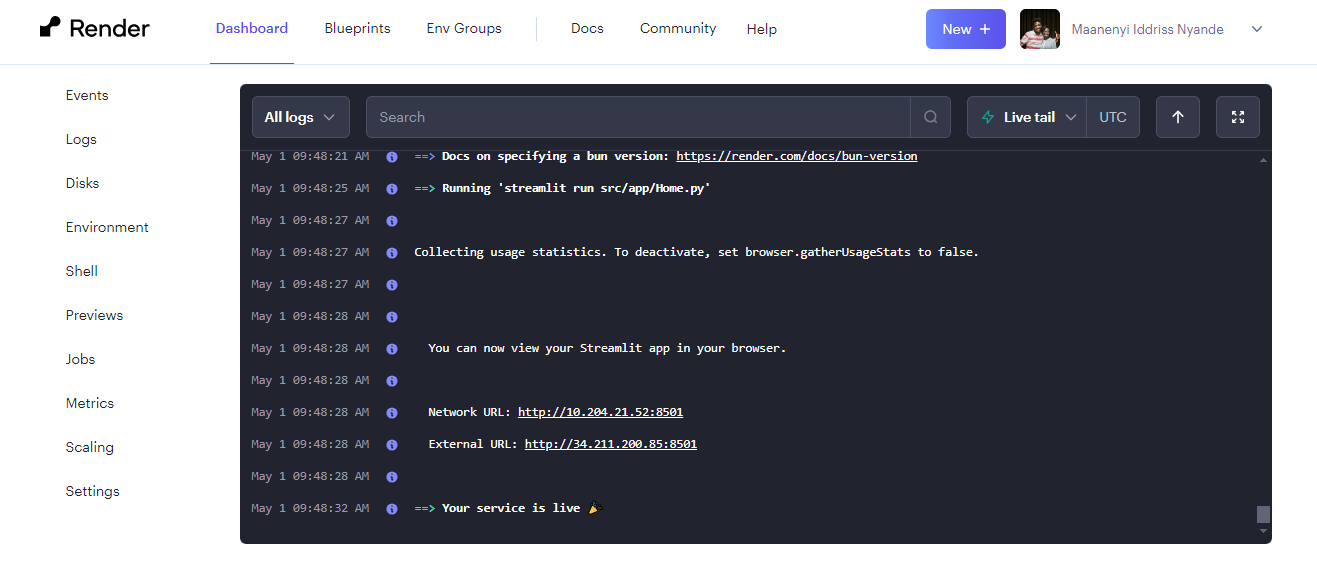 Render
Dashboard
Blueprints
Env Groups
Docs
Community
Help
New +
Maanenyi Iddriss Nyande
Events
Logs
Disks
Environment
Shell
Previews
Jobs
Metrics
Scaling
Settings
All logs
Search
Live tail
UTC
May 1 09:48:21 AM ==> Docs on specifying a bun version: https://render.com/docs/bun-version
May 1 09:48:25 AM ==> Running 'streamlit run src/app/Home.py'
May 1 09:48:27 AM
May 1 09:48:27 AM Collecting usage statistics. To deactivate, set browser.gatherUsageStats to false.
May 1 09:48:27 AM
May 1 09:48:28 AM
May 1 09:48:28 AM You can now view your Streamlit app in your browser.
May 1 09:48:28 AM
May 1 09:48:28 AM Network URL: http://10.204.21.52:8501
May 1 09:48:28 AM External URL: http://34.211.200.85:8501
May 1 09:48:28 AM
May 1 09:48:32 AM ==> Your service is live 🎉